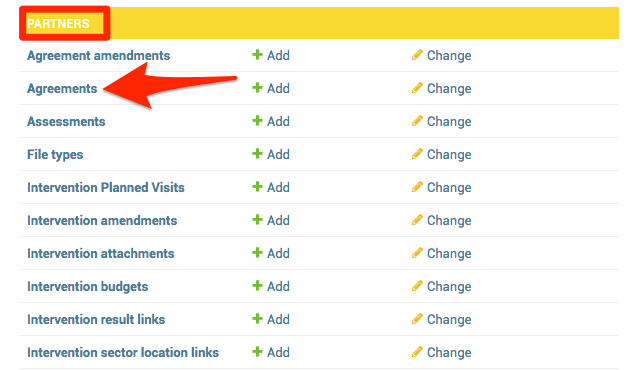 PARTNERS
Agreement amendments Add Change
Agreements Add Change
Assessments Add Change
File types Add Change
Intervention Planned Visits Add Change
Intervention amendments Add Change
Intervention attachments Add Change
Intervention budgets Add Change
Intervention result links Add Change
Intervention sector location links Add Change